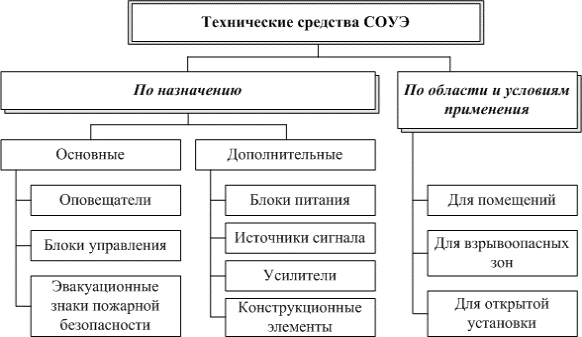 Технические средства СОУЭ
По назначению
По области и условиям
применения
Основные
Дополнительные
Оповещатели
Блоки управления
Эвакуационные
знаки пожарной
безопасности
Блоки питания
Источники сигнала
Усилители
Конструкционные
элементы
Для помещений
Для взрывоопасных
зон
Для открытой
установки